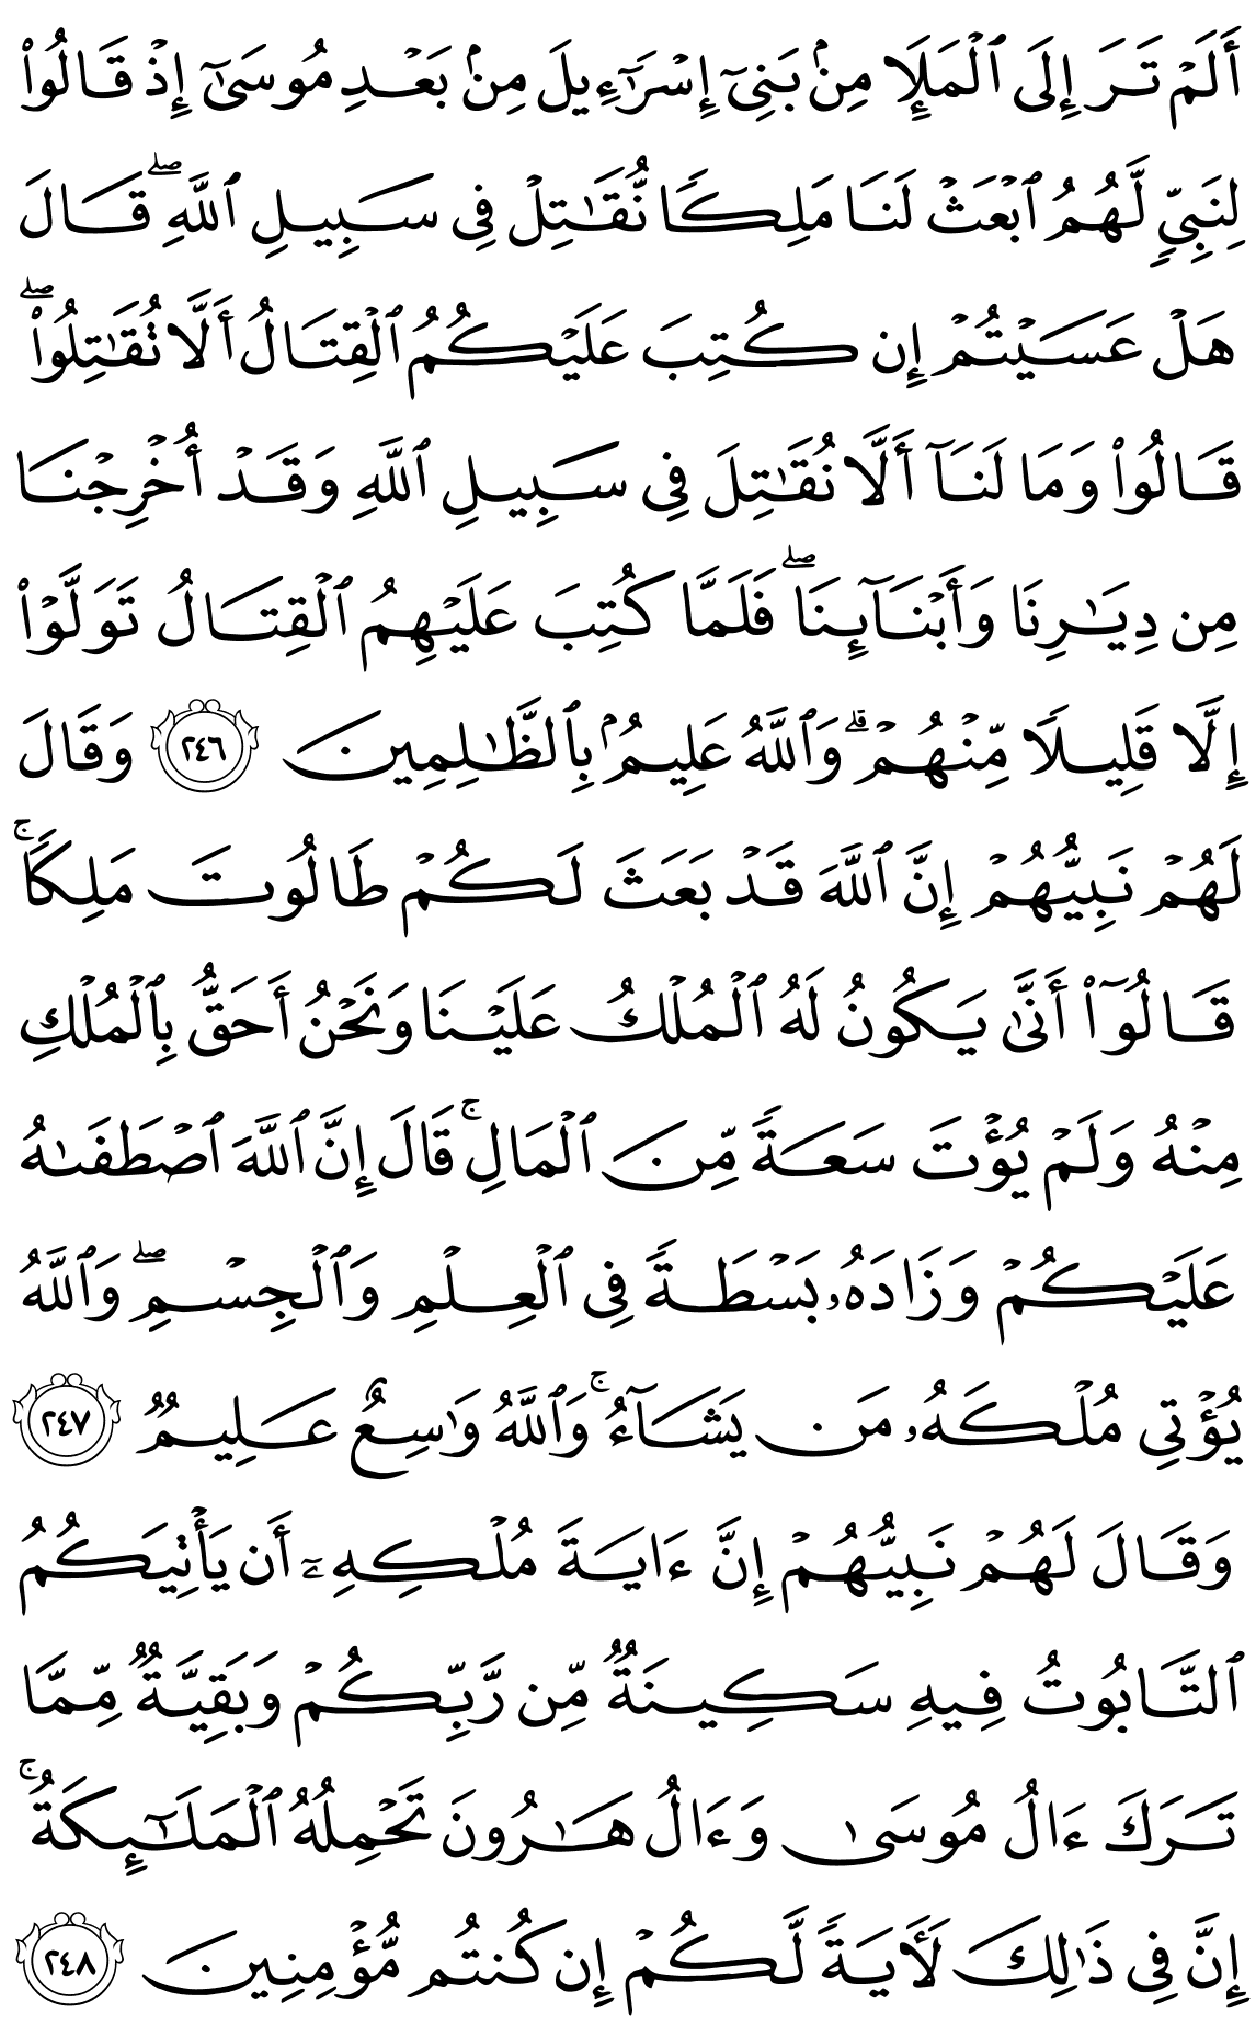 أَلَمْ تَرَ إِلَى ٱلْمَلَإِ مِنۢ بَنِىٓ إِسْرَٰٓءِيلَ مِنۢ بَعْدِ مُوسَىٰٓ إِذْ قَالُوا۟
لِنَبِىٍّ لَّهُمُ ٱبْعَثْ لَنَا مَلِكًا نُّقَٰتِلْ فِى سَبِيلِ ٱللَّهِ ۖ قَالَ
هَلْ عَسَيْتُمْ إِن كُتِبَ عَلَيْكُمُ ٱلْقِتَالُ أَلَّا تُقَٰتِلُوا۟ ۖ
قَالُوا۟ وَمَا لَنَآ أَلَّا نُقَٰتِلَ فِى سَبِيلِ ٱللَّهِ وَقَدْ أُخْرِجْنَا
مِن دِيَٰرِنَا وَأَبْنَآئِنَا ۖ فَلَمَّا كُتِبَ عَلَيْهِمُ ٱلْقِتَالُ تَوَلَّوْا۟
إِلَّا قَلِيلًا مِّنْهُمْ ۗ وَٱللَّهُ عَلِيمٌۢ بِٱلظَّٰلِمِينَ ٢٤٦ وَقَالَ
لَهُمْ نَبِيُّهُمْ إِنَّ ٱللَّهَ قَدْ بَعَثَ لَكُمْ طَالُوتَ مَلِكًا ۚ
قَالُوٓا۟ أَنَّىٰ يَكُونُ لَهُ ٱلْمُلْكُ عَلَيْنَا وَنَحْنُ أَحَقُّ بِٱلْمُلْكِ
مِنْهُ وَلَمْ يُؤْتَ سَعَةً مِّنَ ٱلْمَالِ ۚ قَالَ إِنَّ ٱللَّهَ ٱصْطَفَىٰهُ
عَلَيْكُمْ وَزَادَهُۥ بَسْطَةً فِى ٱلْعِلْمِ وَٱلْجِسْمِ ۖ وَٱللَّهُ
يُؤْتِى مُلْكَهُۥ مَن يَشَآءُ ۚ وَٱللَّهُ وَٰسِعٌ عَلِيمٌ ٢٤٧
وَقَالَ لَهُمْ نَبِيُّهُمْ إِنَّ ءَايَةَ مُلْكِهِۦٓ أَن يَأْتِيَكُمُ
ٱلتَّابُوتُ فِيهِ سَكِينَةٌ مِّن رَّبِّكُمْ وَبَقِيَّةٌ مِّمَّا
تَرَكَ ءَالُ مُوسَىٰ وَءَالُ هَٰرُونَ تَحْمِلُهُ ٱلْمَلَٰٓئِكَةُ ۚ
إِنَّ فِى ذَٰلِكَ لَءَايَةً لَّكُمْ إِن كُنتُم مُّؤْمِنِينَ ٢٤٨